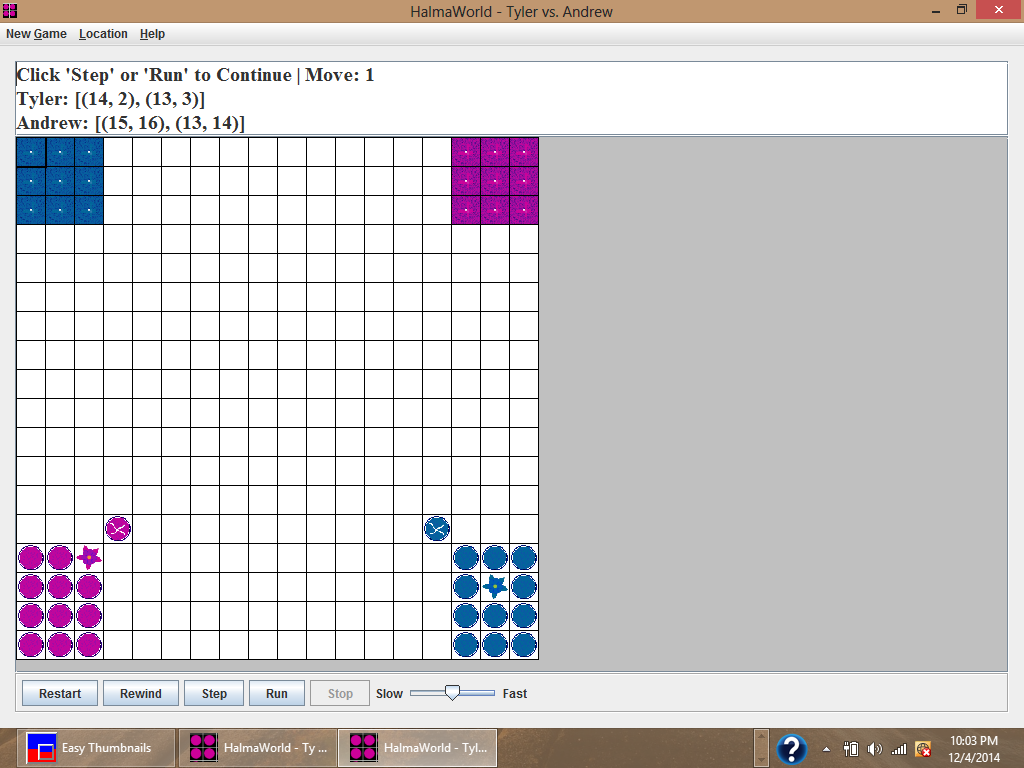 HalmaWorld - Tyler vs. Andrew
New Game Location Help
Click 'Step' or 'Run' to Continue | Move: 1
Tyler: [(14, 2), (13, 3)]
Andrew: [(15, 16), (13, 14)]
Restart Rewind Step Run Stop Slow Fast
Easy Thumbnails HalmaWorld - Ty ... HalmaWorld - Tyl... 10:03 PM
12/4/2014